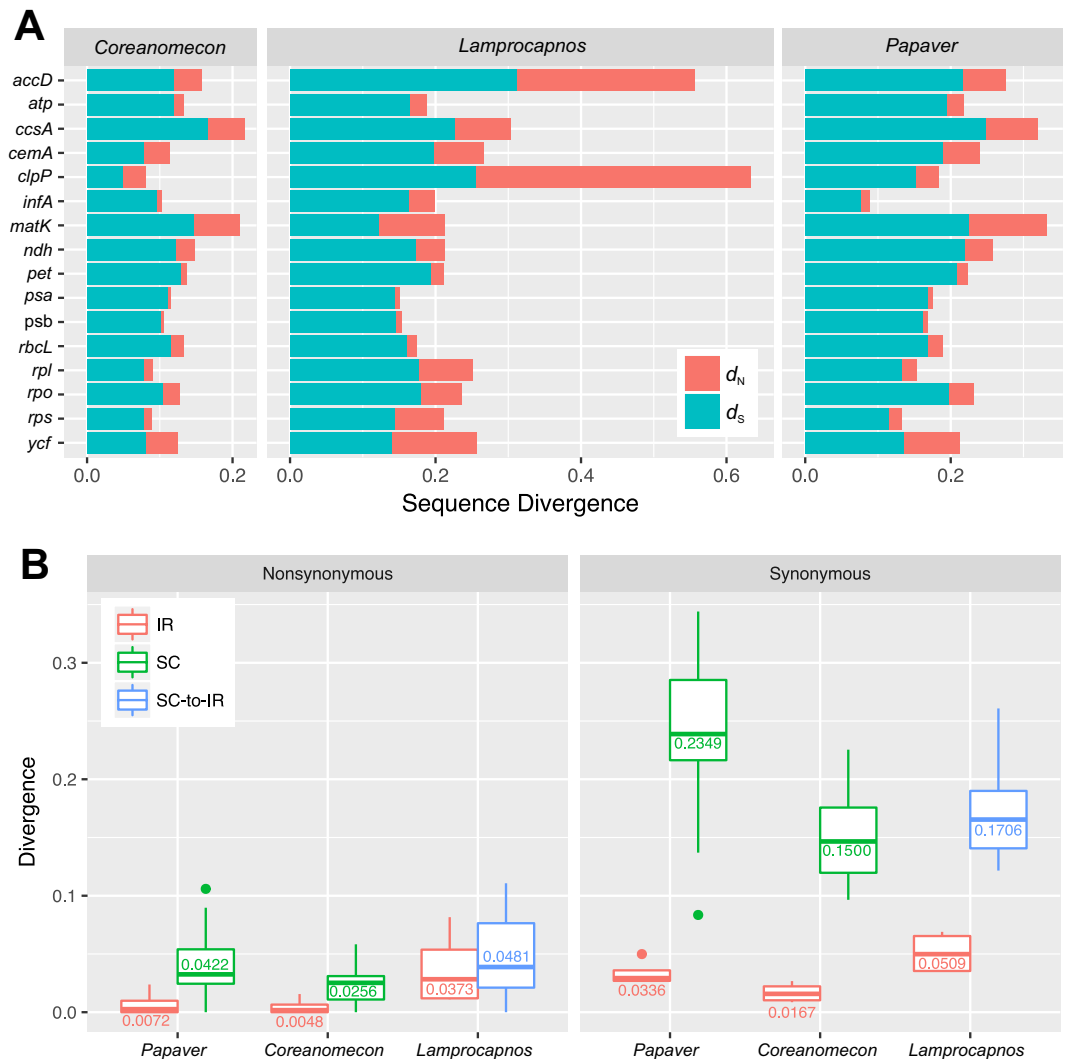 A
Coreanomecon
Lamprocapnos
Papaver
accD
atp
ccsA
cemA
clpP
infA
matK
ndh
pet
psa
psb
rbcL
rpl
rpo
rps
ycf
dN
dS
0.0
0.2
0.0
0.2
0.4
0.6
0.0
0.2
Sequence Divergence
B
Nonsynonymous
Synonymous
IR
SC
SC-to-IR
Divergence
0.3
0.2
0.1
0.0
0.0072
0.0422
0.0048
0.0256
0.0373
0.0481
0.0336
0.2349
0.0167
0.1500
0.0509
0.1706
Papaver
Coreanomecon
Lamprocapnos
Papaver
Coreanomecon
Lamprocapnos